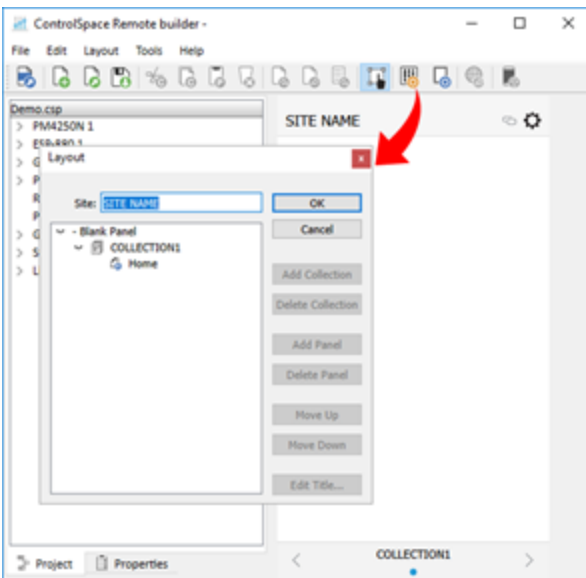 ControlSpace Remote builder -
File Edit Layout Tools Help
Demo.csp
PM4250N 1
ESP-880 1
G
P
R
P
G
S
L
SITE NAME
Layout
Site: SITE NAME
OK
- Blank Panel
Cancel
COLLECTION1
Home
Add Collection
Delete Collection
Add Panel
Delete Panel
Move Up
Move Down
Edit Title...
Project Properties
COLLECTION1